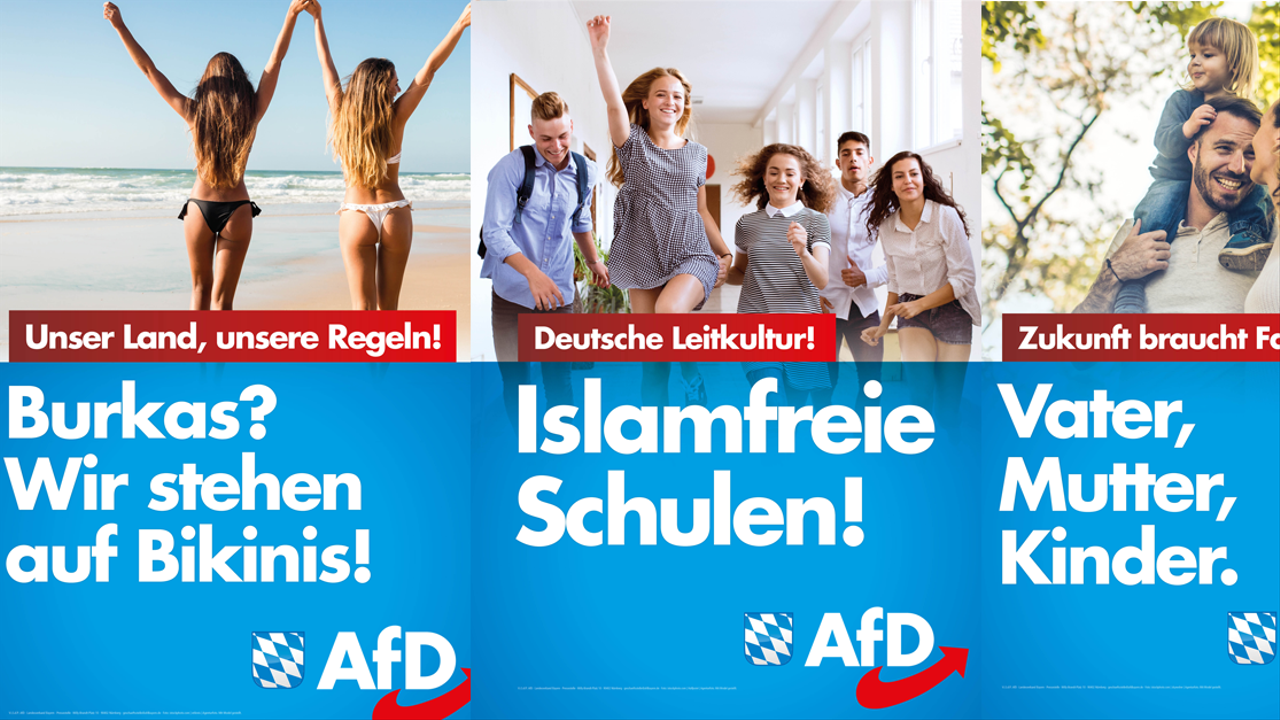 Unser Land, unsere Regeln!
Burkas?
Wir stehen
auf Bikinis!
AfD
Deutsche Leitkultur!
Islamfreie
Schulen!
AfD
Zukunft braucht
Vater,
Mutter,
Kinder.